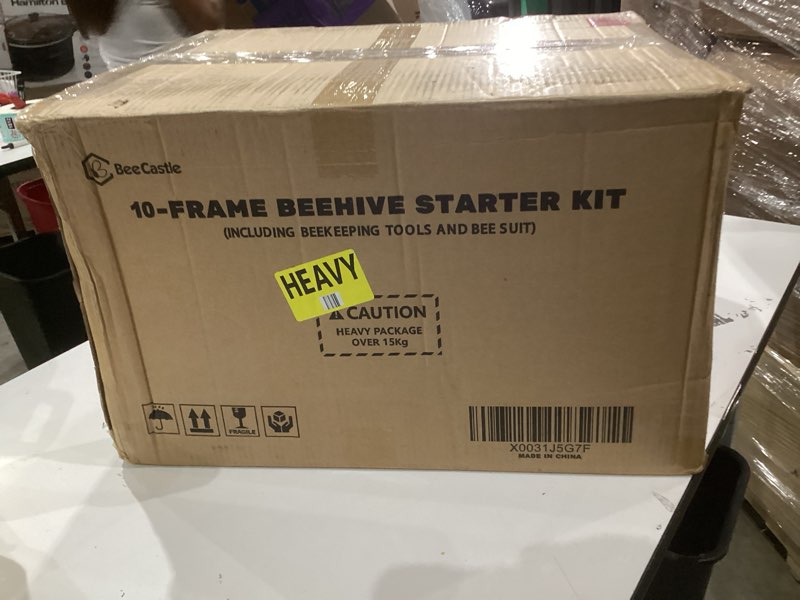 Hamilton B
BeeCastle
10-FRAME BEEHIVE STARTER KIT
(INCLUDING BEEKEEPING TOOLS AND BEE SUIT)
HEAVY
CAUTION
HEAVY PACKAGE
OVER 15Kg
FRAGILE
X0031J5G7F
MADE IN CHINA